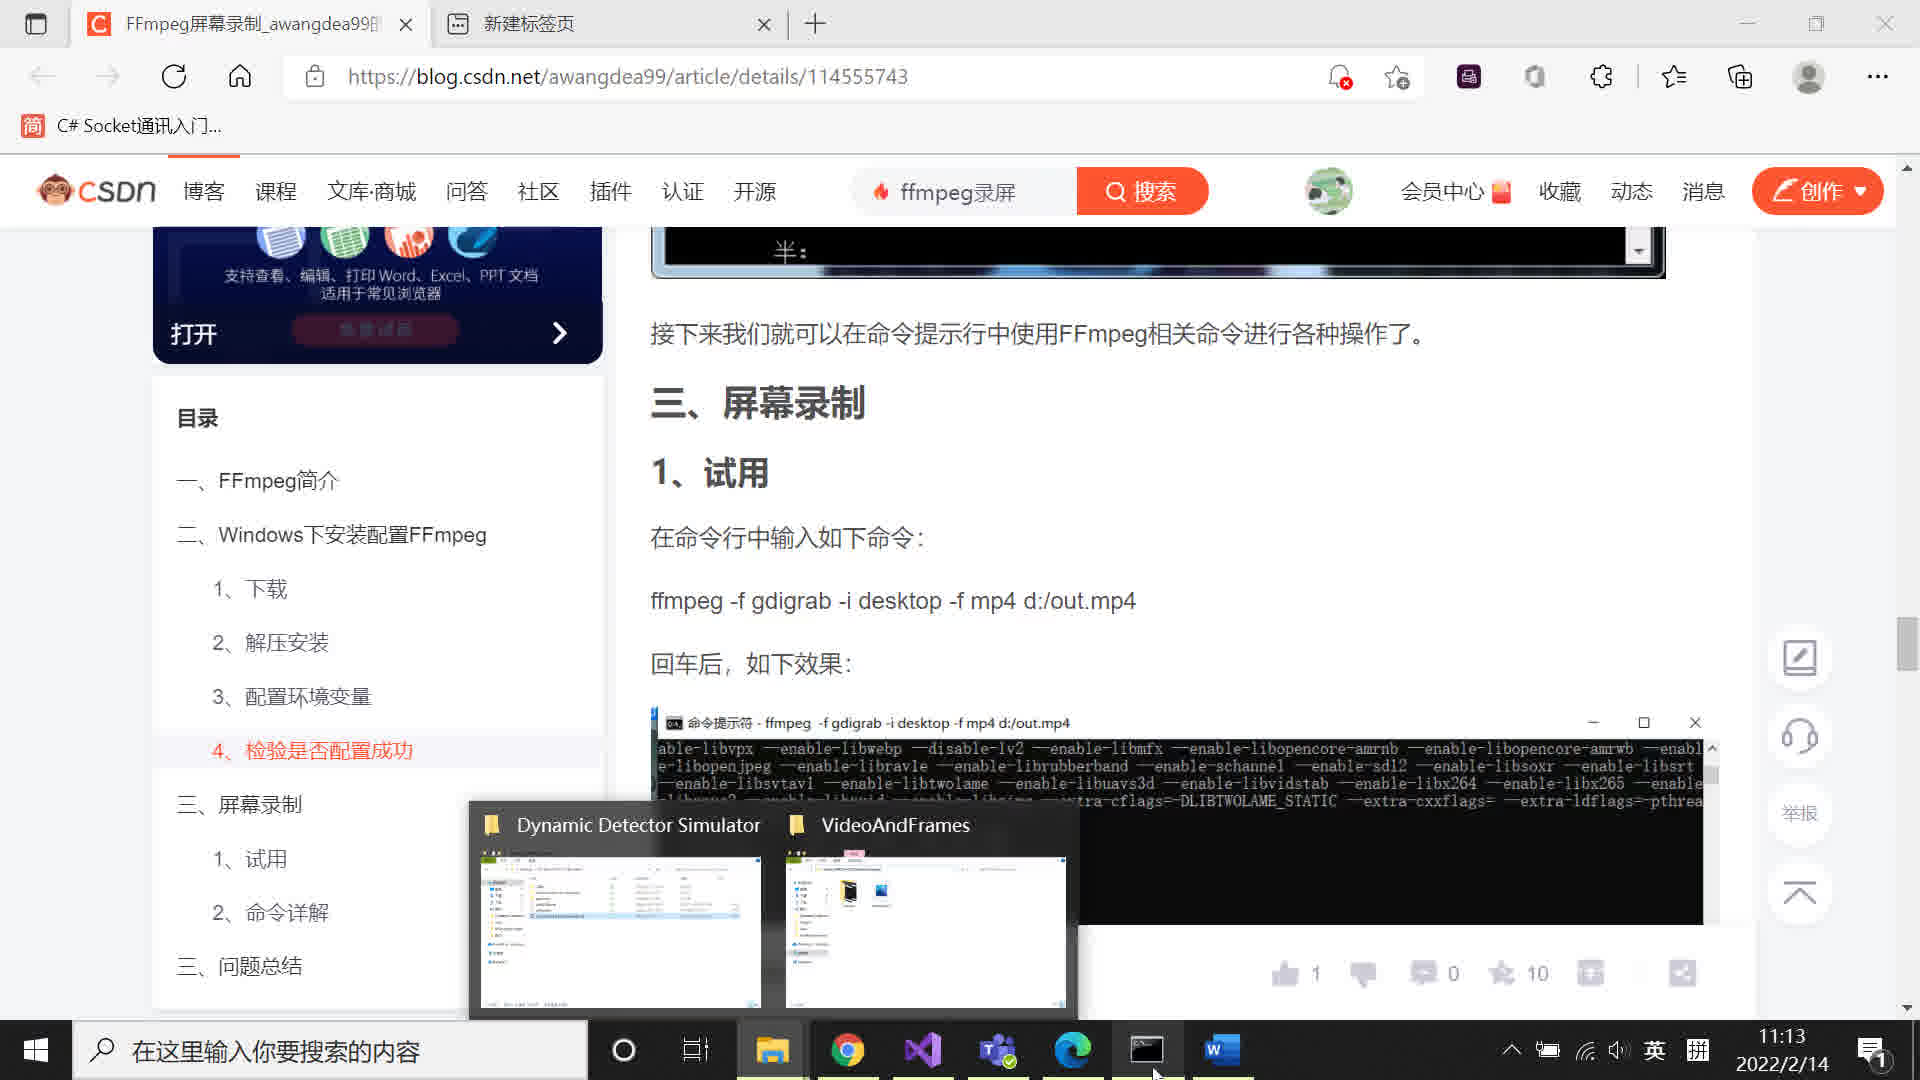 FFmpeg屏幕录制_awangdea99的
新建标签页
https://blog.csdn.net/awangdea99/article/details/114555743
简 C# Socket通讯入门...
CSDN 博客 课程 文库·商城 问答 社区 插件 认证 开源 ffmpeg录屏 搜索 会员中心 收藏 动态 消息 创作
支持查看、编辑、打印 Word、Excel、PPT 文档
适用于常见浏览器
打开
目录
一、FFmpeg简介
二、Windows下安装配置FFmpeg
1、下载
2、解压安装
3、配置环境变量
4、检验是否配置成功
三、屏幕录制
1、试用
2、命令详解
三、问题总结
半:
接下来我们就可以在命令提示行中使用FFmpeg相关命令进行各种操作了。
三、屏幕录制
1、试用
在命令行中输入如下命令：
ffmpeg -f gdigrab -i desktop -f mp4 d:/out.mp4
回车后，如下效果：
命令提示符 - ffmpeg -f gdigrab -i desktop -f mp4 d:/out.mp4
able-libvpx --enable-libwebp --disable-lv2 --enable-libmfx --enable-libopencore-amrnb --enable-libopencore-amrwb --enabl
e-libopenjpeg --enable-librav1e --enable-librubberband --enable-schannel --enable-sdl2 --enable-libsoxr --enable-libsrt
--enable-libsvtav1 --enable-libtwolame --enable-libuavs3d --enable-libvidstab --enable-libx264 --enable-libx265 --enable
extra-cflags=-DLIBTWOLAME_STATIC --extra-cxxflags= --extra-ldflags=-pthrea
Dynamic Detector Simulator
VideoAndFrames
1 0 10
举报
在这里输入你要搜索的内容
英 拼
11:13
2022/2/14
1